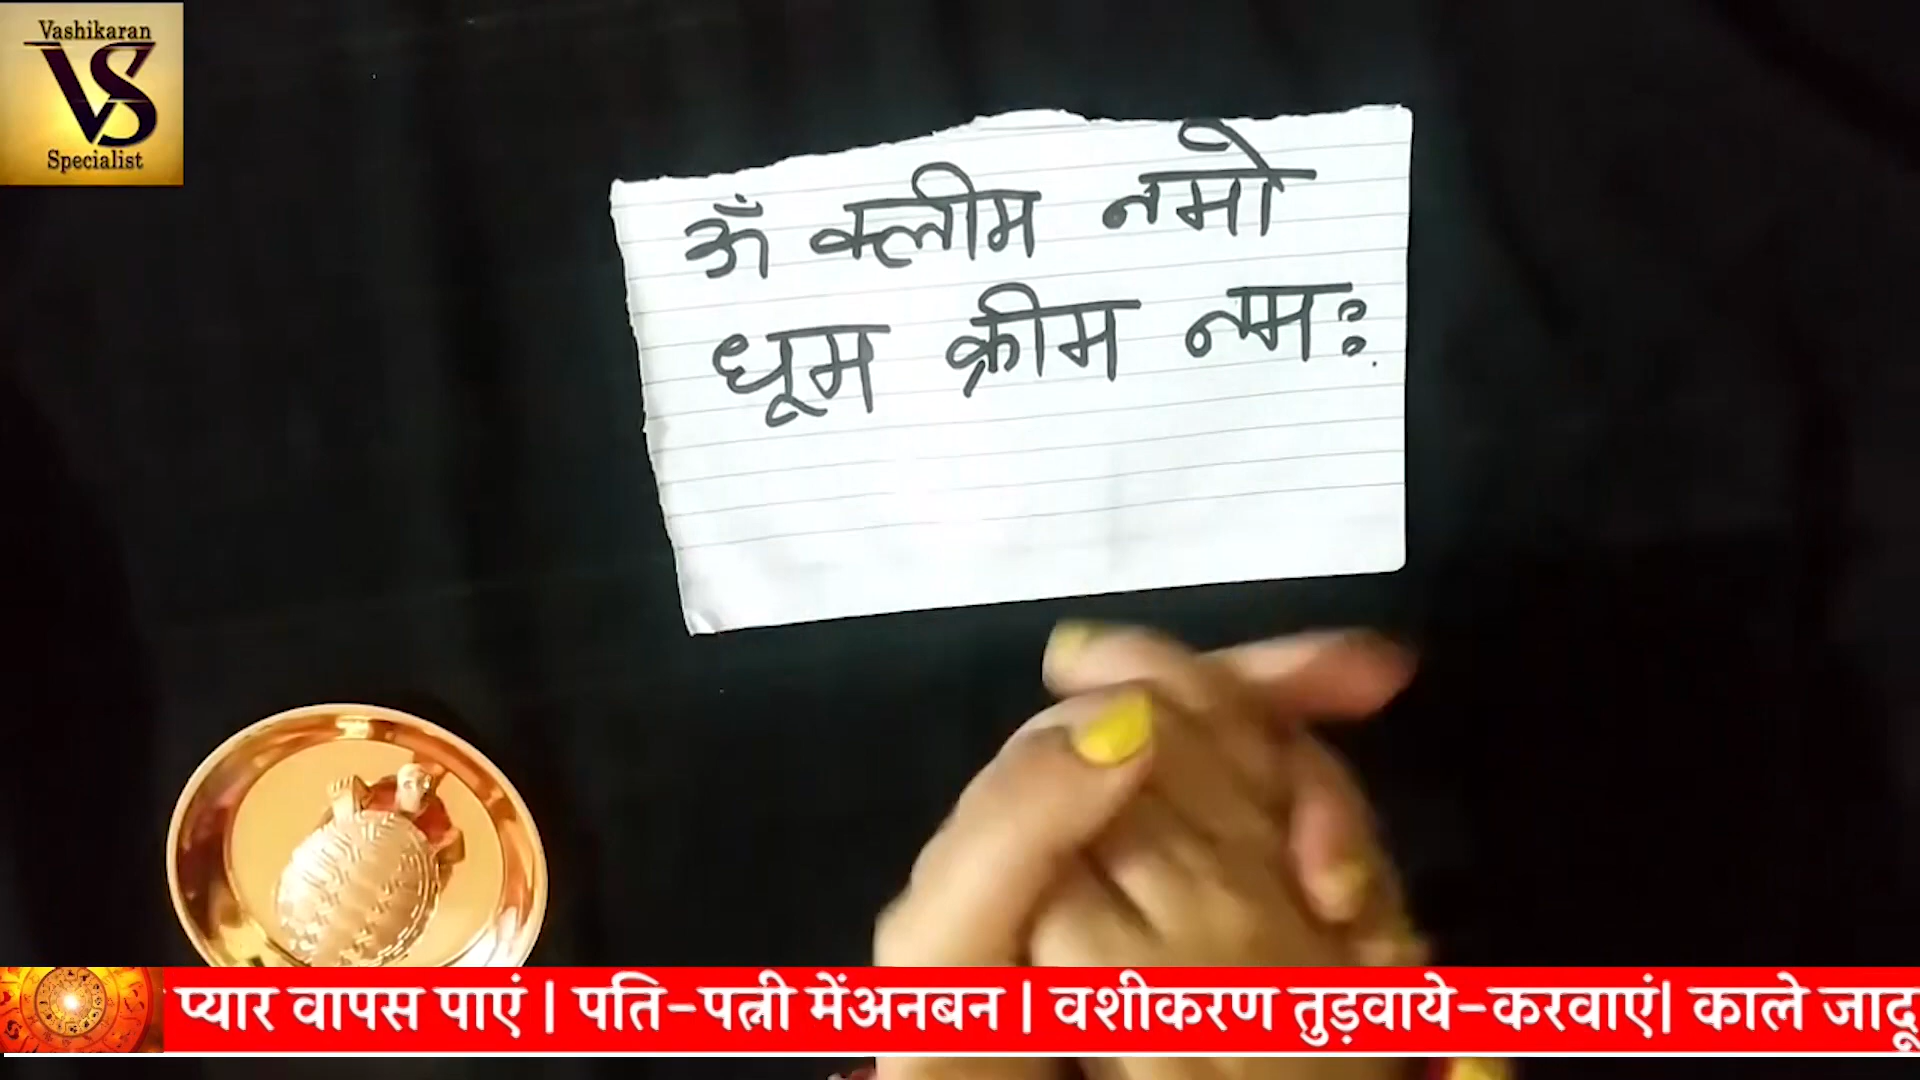 Vashikaran
VS
Specialist
ॐ क्लीम नमो
धूम क्रीम नम:
प्यार वापस पाएं | पति-पत्नी मेंअनबन | वशीकरण तुड़वाये-करवाएं| काले जादू